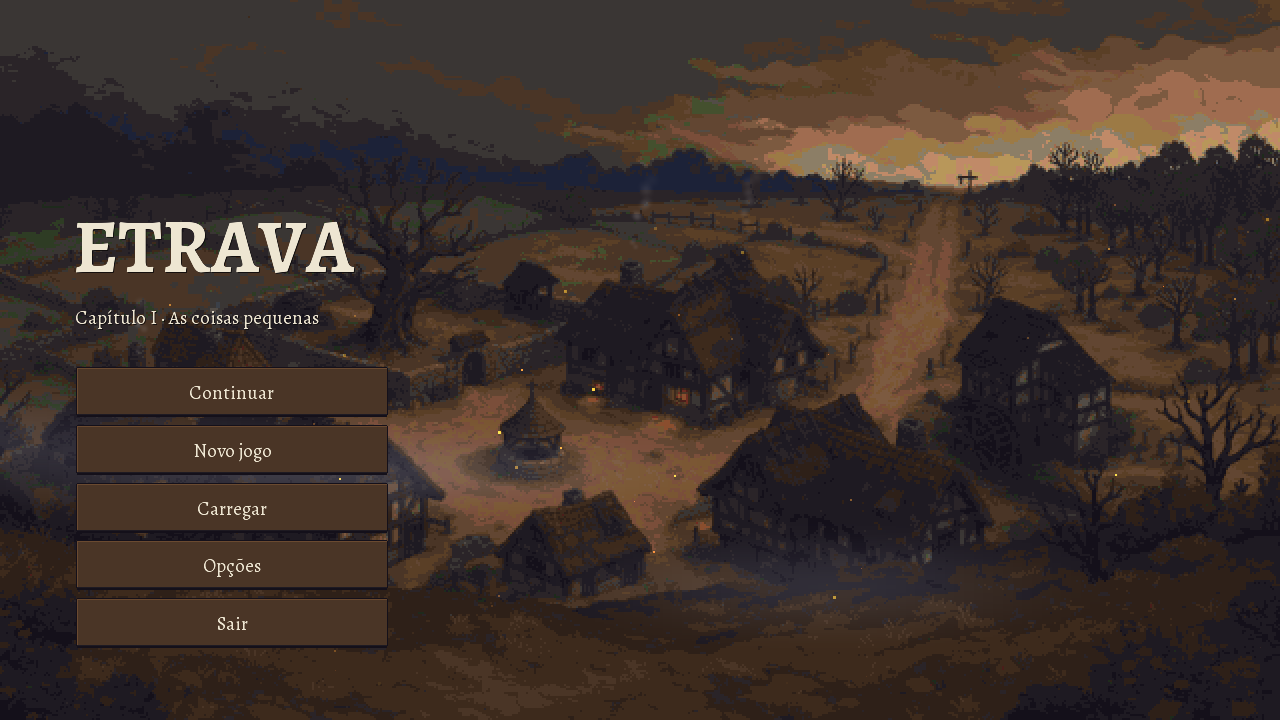 ETRAVA
Capítulo I · As coisas pequenas
Continuar
Novo jogo
Carregar
Opções
Sair